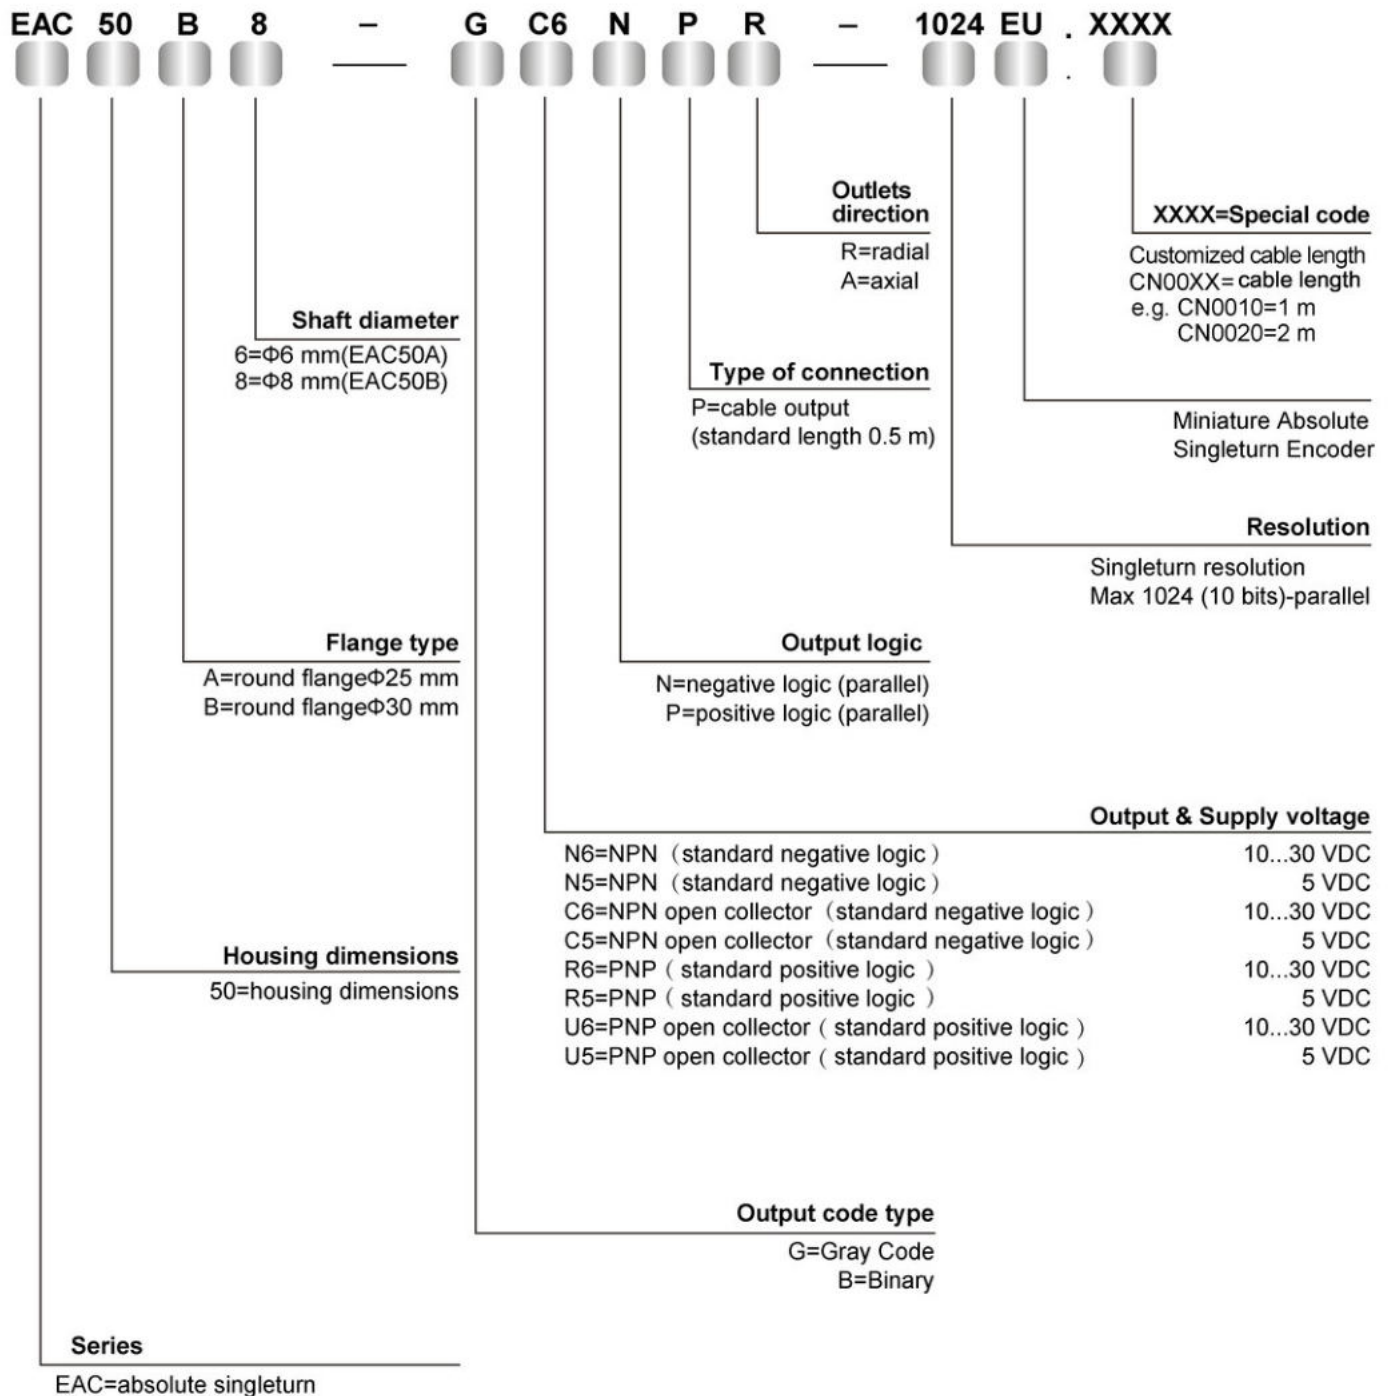 EAC 50 B 8 – G C6 N P R – 1024 EU . XXXX
.
Outlets
direction
R=radial
A=axial
XXXX=Special code
Customized cable length
CN00XX= cable length
e.g. CN0010=1 m
CN0020=2 m
Shaft diameter
6=Φ6 mm(EAC50A)
8=Φ8 mm(EAC50B)
Type of connection
P=cable output
(standard length 0.5 m)
Miniature Absolute
Singleturn Encoder
Resolution
Singleturn resolution
Max 1024 (10 bits)-parallel
Flange type
A=round flangeΦ25 mm
B=round flangeΦ30 mm
Output logic
N=negative logic (parallel)
P=positive logic (parallel)
Output & Supply voltage
N6=NPN（standard negative logic） 10...30 VDC
N5=NPN（standard negative logic） 5 VDC
C6=NPN open collector（standard negative logic） 10...30 VDC
C5=NPN open collector（standard negative logic） 5 VDC
R6=PNP（standard positive logic） 10...30 VDC
R5=PNP（standard positive logic） 5 VDC
U6=PNP open collector（standard positive logic） 10...30 VDC
U5=PNP open collector（standard positive logic） 5 VDC
Housing dimensions
50=housing dimensions
Output code type
G=Gray Code
B=Binary
Series
EAC=absolute singleturn